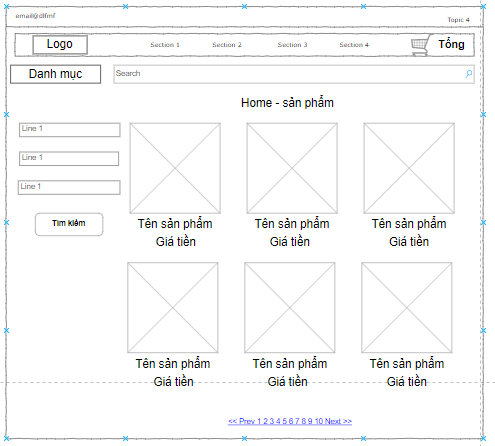 email@dlfmf
Topic 4
Logo
Section 1
Section 2
Section 3
Section 4
Tổng
Danh mục
Search
Home - sản phẩm
Line 1
Line 1
Line 1
Tìm kiếm
Tên sản phẩm
Giá tiền
Tên sản phẩm
Giá tiền
Tên sản phẩm
Giá tiền
Tên sản phẩm
Giá tiền
Tên sản phẩm
Giá tiền
Tên sản phẩm
Giá tiền
<< Prev 1 2 3 4 5 6 7 8 9 10 Next >>